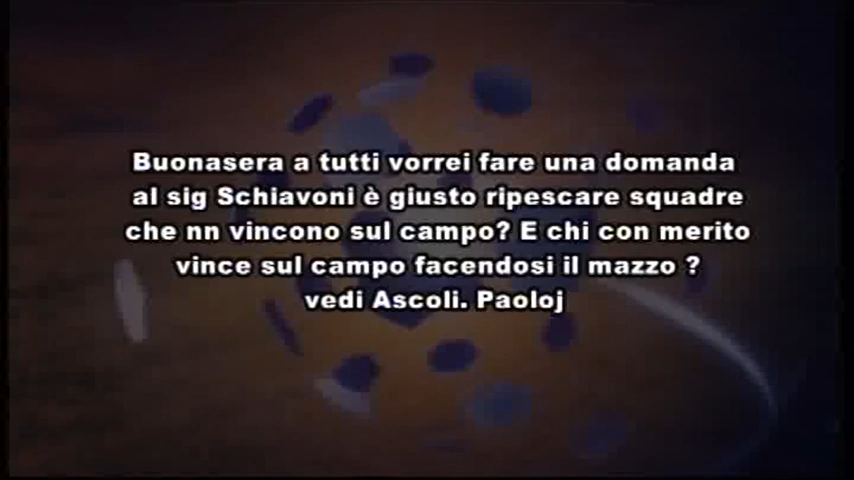 Buonasera a tutti vorrei fare una domanda
al sig Schiavoni è giusto ripescare squadre
che nn vincono sul campo? E chi con merito
vince sul campo facendosi il mazzo ?
vedi Ascoli. Paoloj